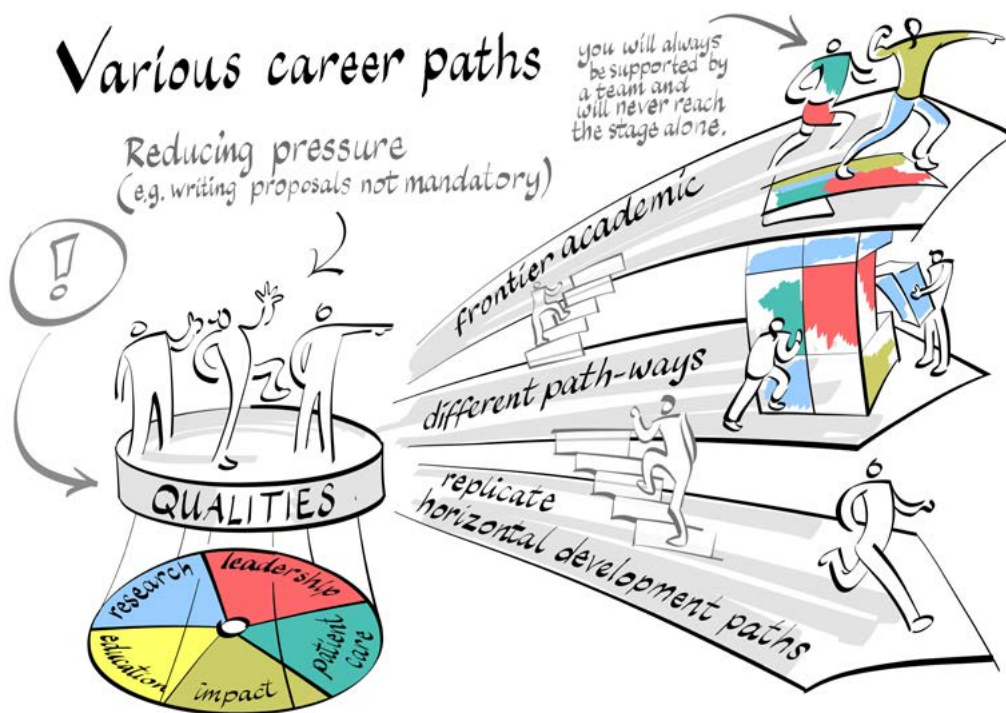 Various career paths
you will always
be supported by
a team and
will never reach
the stage alone.
Reducing pressure
(e.g. writing proposals not mandatory)
!
frontier academic
different path-ways
replicate
horizontal development paths
QUALITIES
research
leadership
education
impact
patient
care